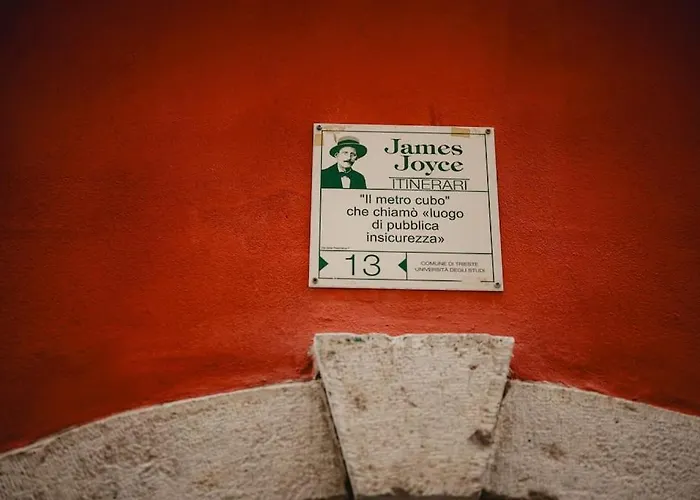 James
Joyce
ITINERARI
"Il metro cubo"
che chiamò «luogo
di pubblica
insicurezza»
13
COMUNE DI TRIESTE
UNIVERSITÀ DEGLI STUDI